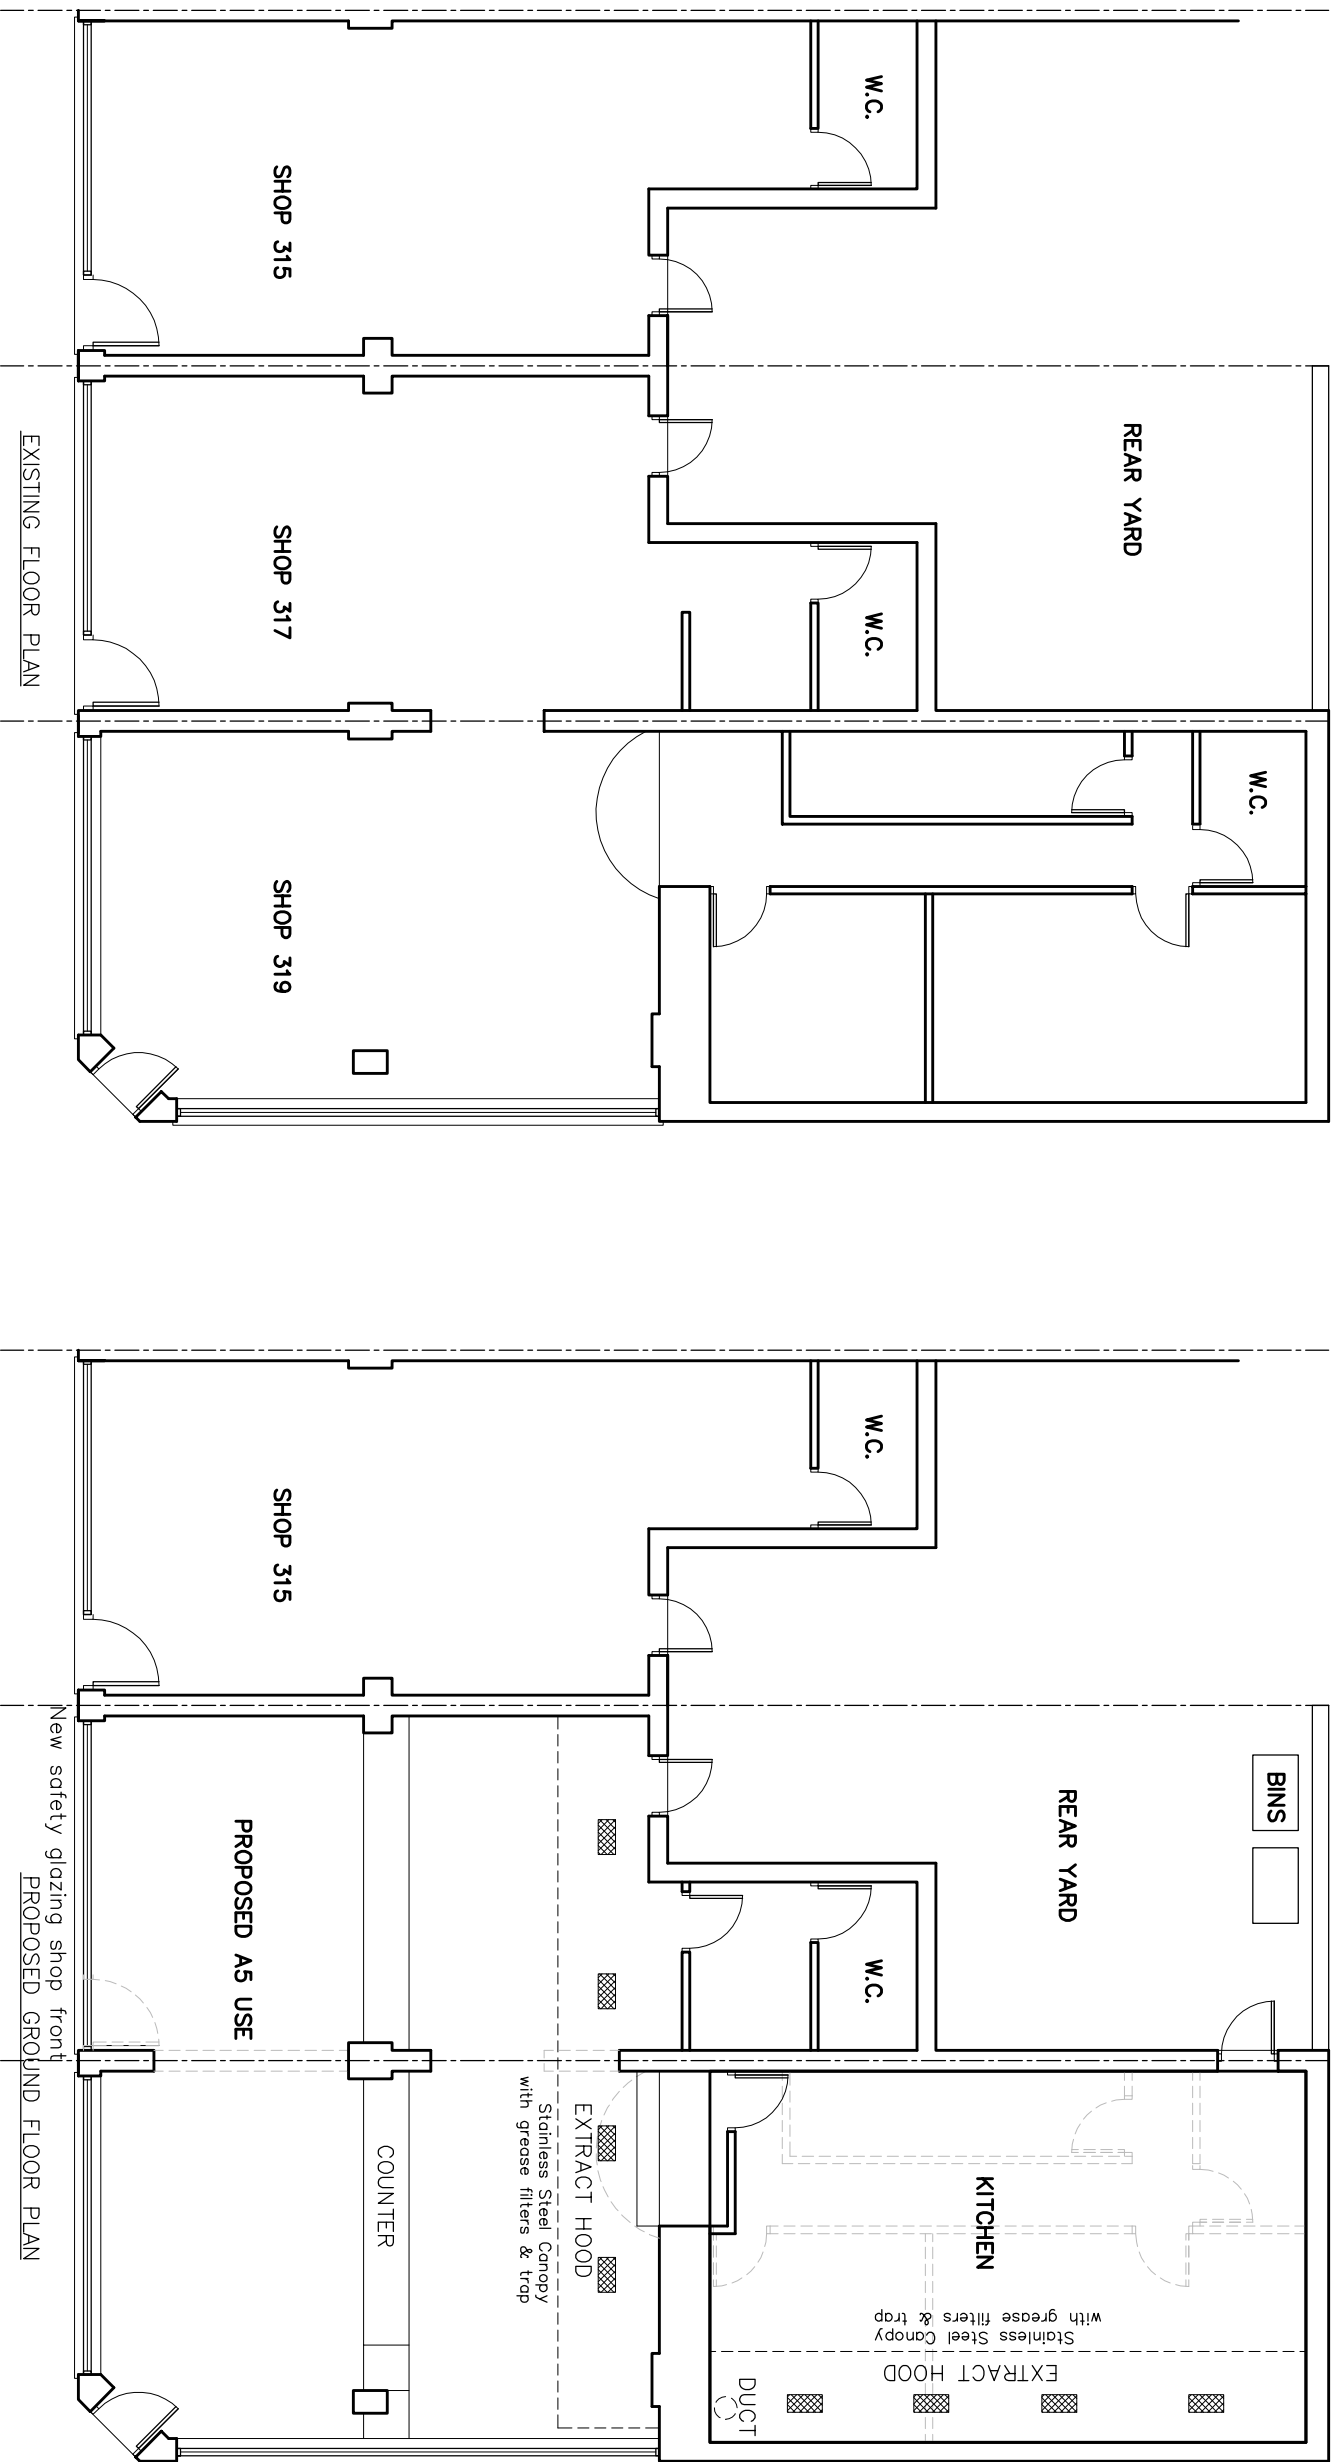 W.C.
SHOP 315
REAR YARD
SHOP 317
W.C.
W.C.
SHOP 319
EXISTING FLOOR PLAN
W.C.
SHOP 315
BINS
REAR YARD
W.C.
PROPOSED A5 USE
KITCHEN
EXTRACT HOOD
Stainless Steel Canopy
with grease filters & trap
COUNTER
EXTRACT HOOD
Stainless Steel Canopy
with grease filters & trap
DUCT
New safety glazing shop front
PROPOSED GROUND FLOOR PLAN